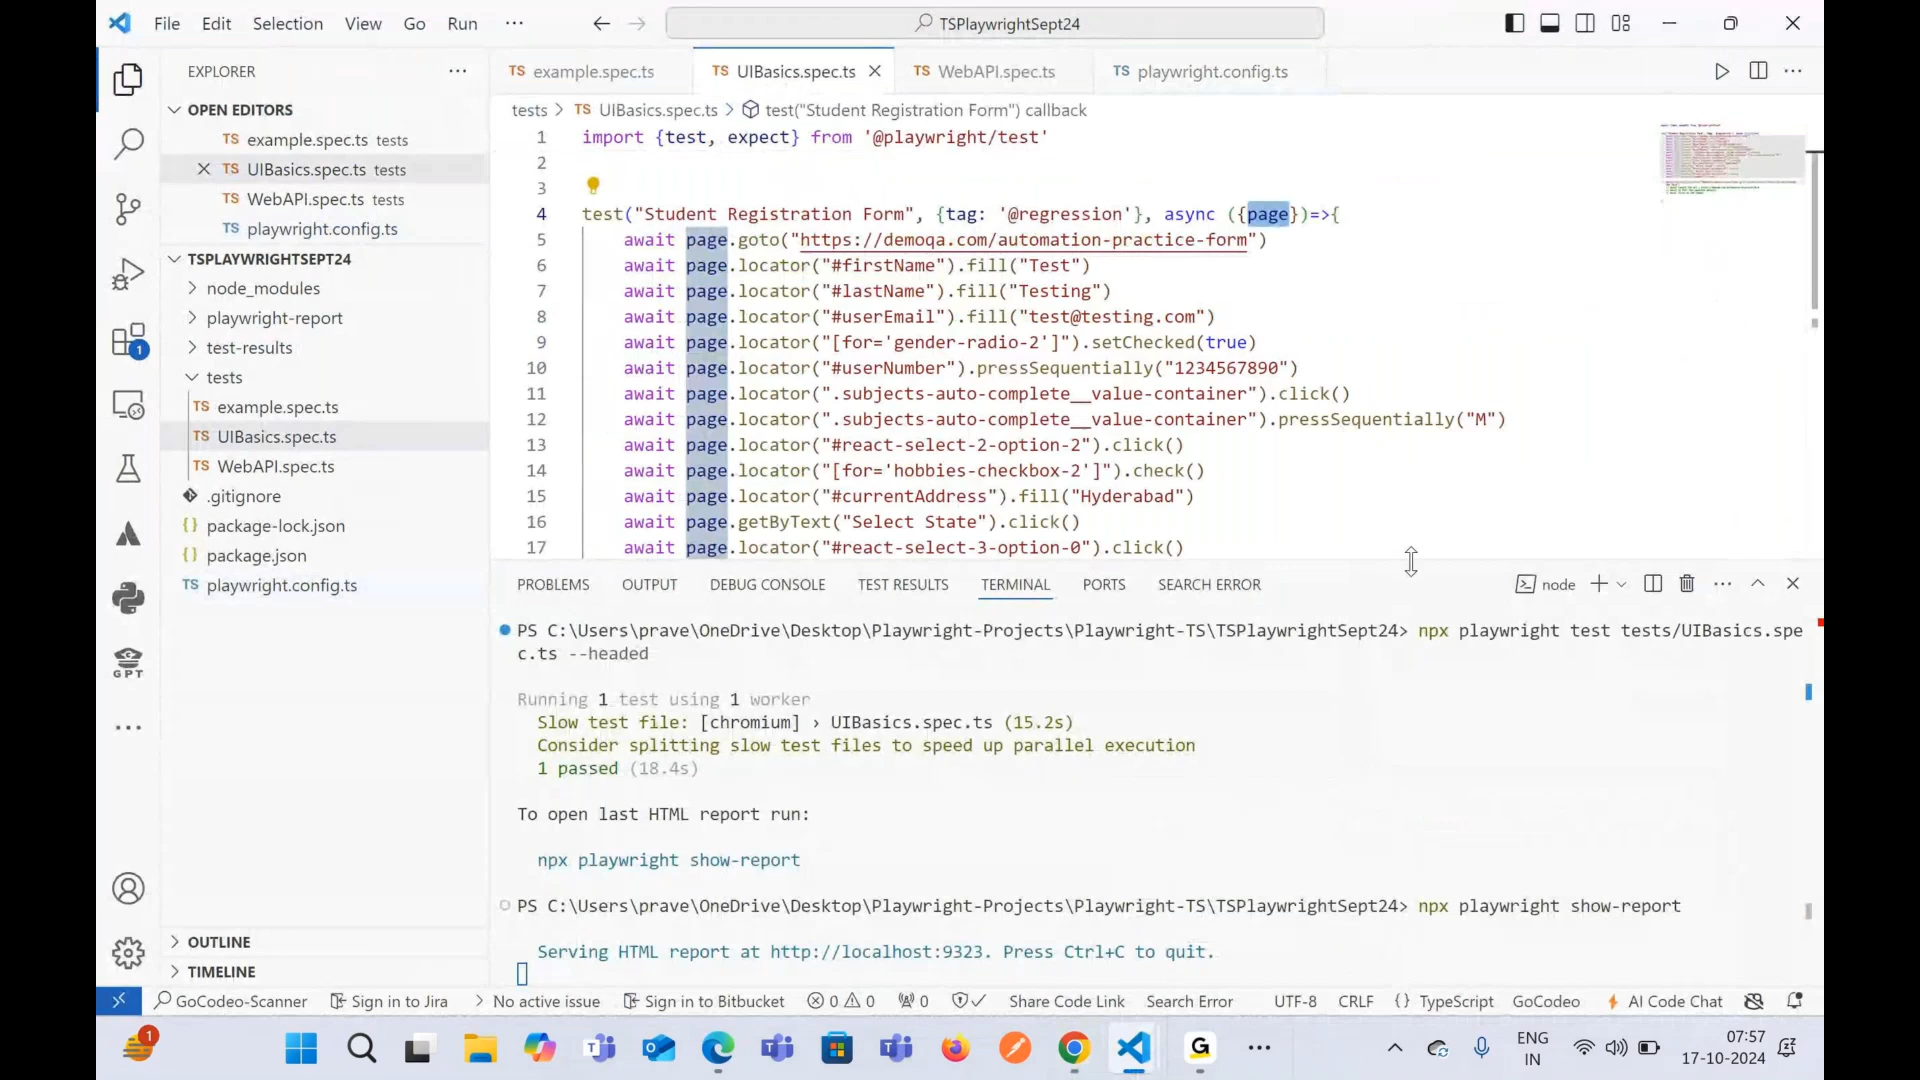 File Edit Selection View Go Run ··· TSPlaywrightSept24
EXPLORER ···
OPEN EDITORS
TS example.spec.ts tests
TS UIBasics.spec.ts tests
TS WebAPI.spec.ts tests
TS playwright.config.ts
TSPLAYWRIGHTSEPT24
node_modules
playwright-report
test-results
tests
TS example.spec.ts
TS UIBasics.spec.ts
TS WebAPI.spec.ts
.gitignore
{} package-lock.json
{} package.json
TS playwright.config.ts
OUTLINE
TIMELINE
1
GPT
TS example.spec.ts TS UIBasics.spec.ts TS WebAPI.spec.ts TS playwright.config.ts
tests > TS UIBasics.spec.ts > test("Student Registration Form") callback
1 import {test, expect} from '@playwright/test'
2
3
4 test("Student Registration Form", {tag: '@regression'}, async ({page})=>{
5 await page.goto("https://demoqa.com/automation-practice-form")
6 await page.locator("#firstName").fill("Test")
7 await page.locator("#lastName").fill("Testing")
8 await page.locator("#userEmail").fill("test@testing.com")
9 await page.locator("[for='gender-radio-2']").setChecked(true)
10 await page.locator("#userNumber").pressSequentially("1234567890")
11 await page.locator(".subjects-auto-complete__value-container").click()
12 await page.locator(".subjects-auto-complete__value-container").pressSequentially("M")
13 await page.locator("#react-select-2-option-2").click()
14 await page.locator("[for='hobbies-checkbox-2']").check()
15 await page.locator("#currentAddress").fill("Hyderabad")
16 await page.getByText("Select State").click()
17 await page.locator("#react-select-3-option-0").click()
PROBLEMS OUTPUT DEBUG CONSOLE TEST RESULTS TERMINAL PORTS SEARCH ERROR node
PS C:\Users\prave\OneDrive\Desktop\Playwright-Projects\Playwright-TS\TSPlaywrightSept24> npx playwright test tests/UIBasics.spe
c.ts --headed
Running 1 test using 1 worker
Slow test file: [chromium] › UIBasics.spec.ts (15.2s)
Consider splitting slow test files to speed up parallel execution
1 passed (18.4s)
To open last HTML report run:
npx playwright show-report
PS C:\Users\prave\OneDrive\Desktop\Playwright-Projects\Playwright-TS\TSPlaywrightSept24> npx playwright show-report
Serving HTML report at http://localhost:9323. Press Ctrl+C to quit.
GoCodeo-Scanner Sign in to Jira No active issue Sign in to Bitbucket 0 0 0 Share Code Link Search Error UTF-8 CRLF {} TypeScript GoCodeo AI Code Chat
1 G ··· ENG 07:57
IN 17-10-2024